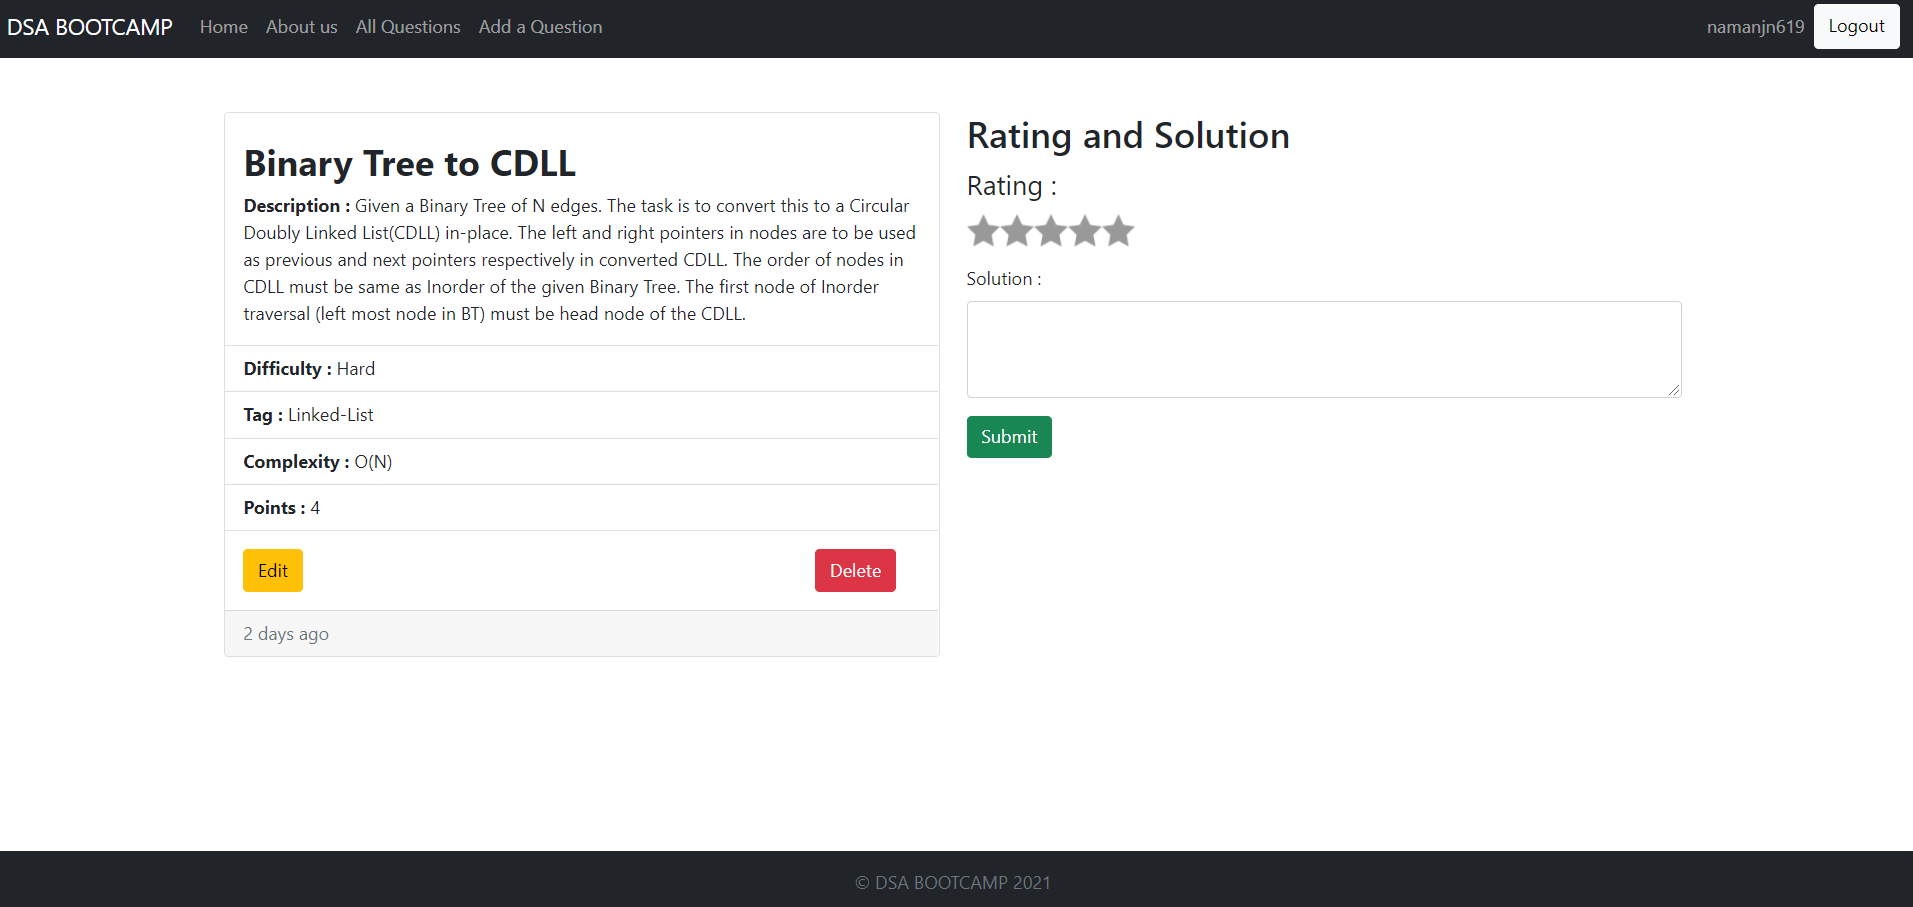 DSA BOOTCAMP Home About us All Questions Add a Question namanjn619 Logout
Binary Tree to CDLL
Description : Given a Binary Tree of N edges. The task is to convert this to a Circular
Doubly Linked List(CDLL) in-place. The left and right pointers in nodes are to be used
as previous and next pointers respectively in converted CDLL. The order of nodes in
CDLL must be same as Inorder of the given Binary Tree. The first node of Inorder
traversal (left most node in BT) must be head node of the CDLL.
Difficulty : Hard
Tag : Linked-List
Complexity : O(N)
Points : 4
Edit Delete
2 days ago
Rating and Solution
Rating :
Solution :
Submit
© DSA BOOTCAMP 2021